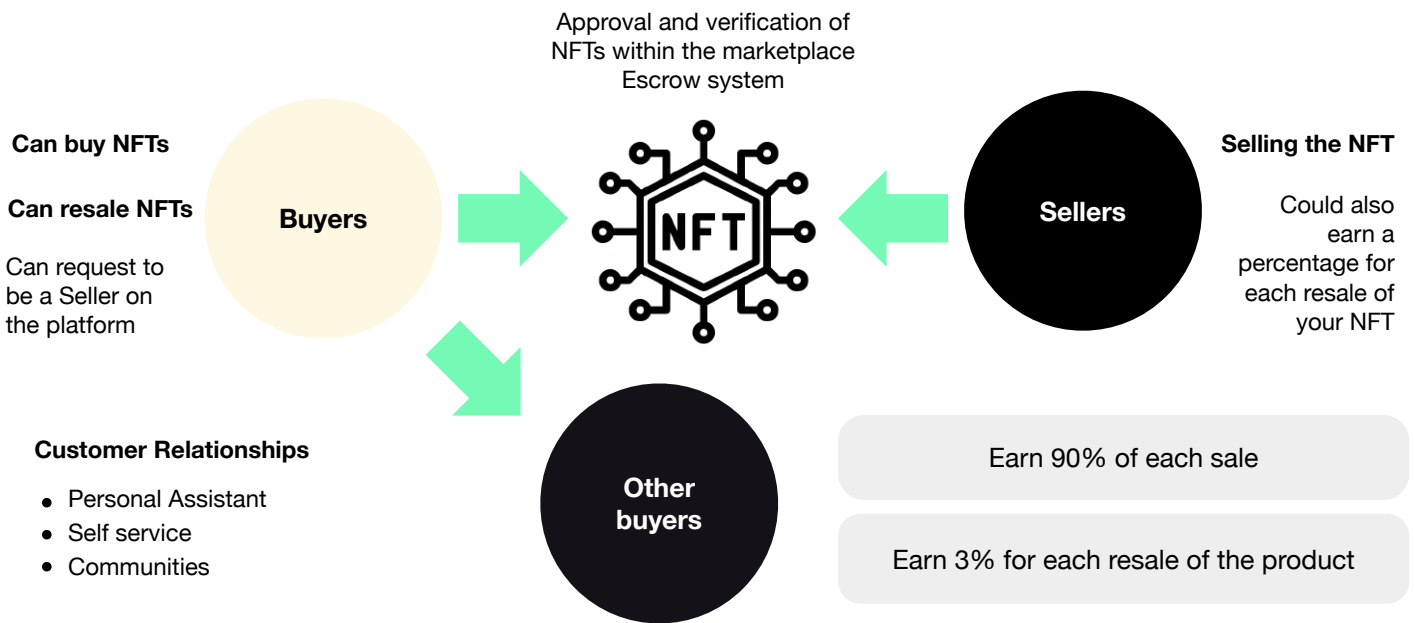 Approval and verification of
NFTs within the marketplace
Escrow system
Can buy NFTs
Can resale NFTs
Can request to
be a Seller on
the platform
Buyers
NFT
Sellers
Selling the NFT
Could also
earn a
percentage for
each resale of
your NFT
Customer Relationships
Personal Assistant
Self service
Communities
Other
buyers
Earn 90% of each sale
Earn 3% for each resale of the product